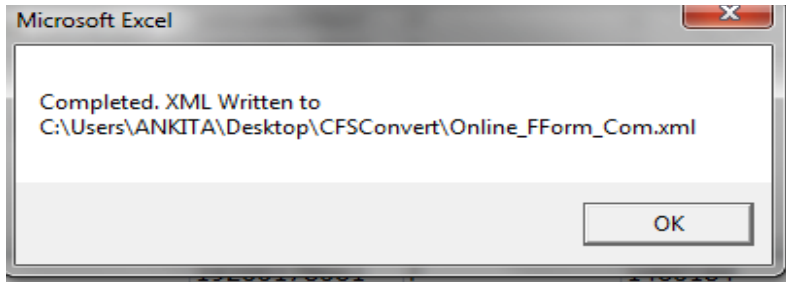 Microsoft Excel
Completed. XML Written to
C:\Users\ANKITA\Desktop\CFSConvert\Online_FForm_Com.xml
OK